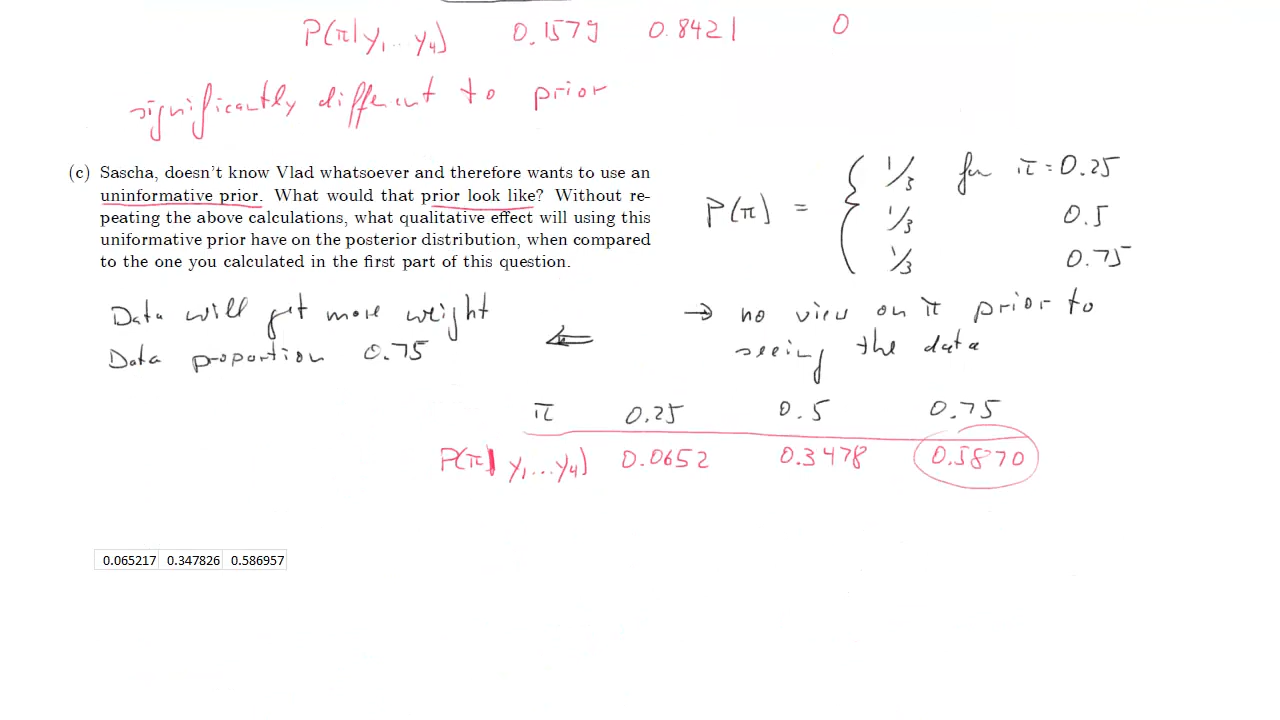 P(π|y1...y4) 0.1579 0.8421 0
significantly different to prior
(c) Sascha, doesn't know Vlad whatsoever and therefore wants to use an
uninformative prior. What would that prior look like? Without re-
peating the above calculations, what qualitative effect will using this
uniformative prior have on the posterior distribution, when compared
to the one you calculated in the first part of this question.
P(π) = { 1/3 for π=0.25
1/3 0.5
1/3 0.75
→ no view on π prior to
seeing the data
⇐
Data will get more weight
Data proportion 0.75
π 0.25 0.5 0.75
P(π|y1...y4) 0.0652 0.3478 0.5870
0.065217 0.347826 0.586957